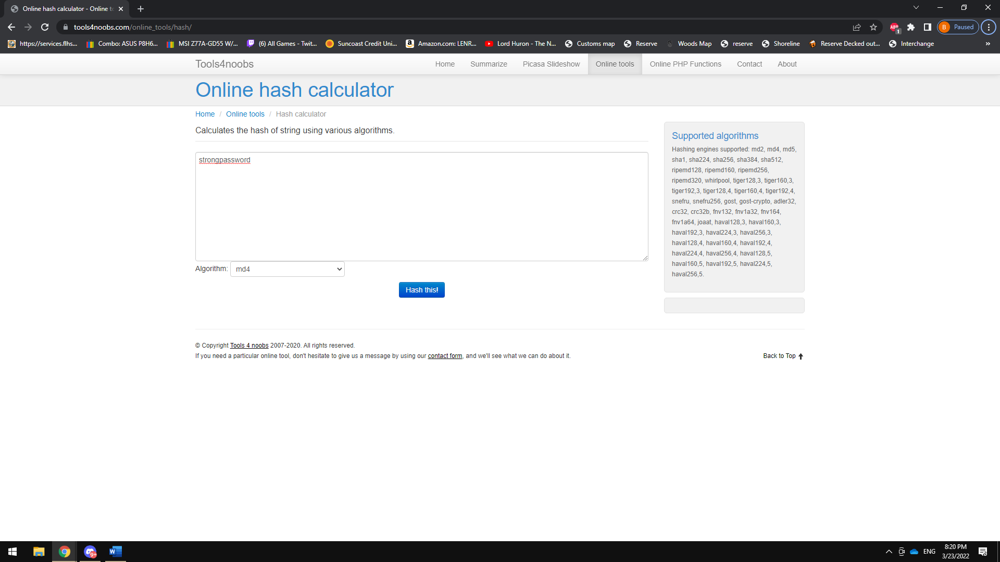 Online hash calculator - Online to
tools4noobs.com/online_tools/hash/
ABP
1
B Paused
https://services.flhs...
Combo: ASUS P8H6...
MSI Z77A-GD55 W/...
(6) All Games - Twit...
Suncoast Credit Uni...
Amazon.com: LENR...
Lord Huron - The N...
Customs map
Reserve
Woods Map
reserve
Shoreline
Reserve Decked out...
Interchange
»
Tools4noobs
Home
Summarize
Picasa Slideshow
Online tools
Online PHP Functions
Contact
About
Online hash calculator
Home / Online tools / Hash calculator
Calculates the hash of string using various algorithms.
strongpassword
Algorithm: md4
Hash this!
Supported algorithms
Hashing engines supported: md2, md4, md5,
sha1, sha224, sha256, sha384, sha512,
ripemd128, ripemd160, ripemd256,
ripemd320, whirlpool, tiger128,3, tiger160,3,
tiger192,3, tiger128,4, tiger160,4, tiger192,4,
snefru, snefru256, gost, gost-crypto, adler32,
crc32, crc32b, fnv132, fnv1a32, fnv164,
fnv1a64, joaat, haval128,3, haval160,3,
haval192,3, haval224,3, haval256,3,
haval128,4, haval160,4, haval192,4,
haval224,4, haval256,4, haval128,5,
haval160,5, haval192,5, haval224,5,
haval256,5.
© Copyright Tools 4 noobs 2007-2020. All rights reserved.
If you need a particular online tool, don't hesitate to give us a message by using our contact form, and we'll see what we can do about it.
Back to Top
9+
W
ENG
8:20 PM
3/23/2022